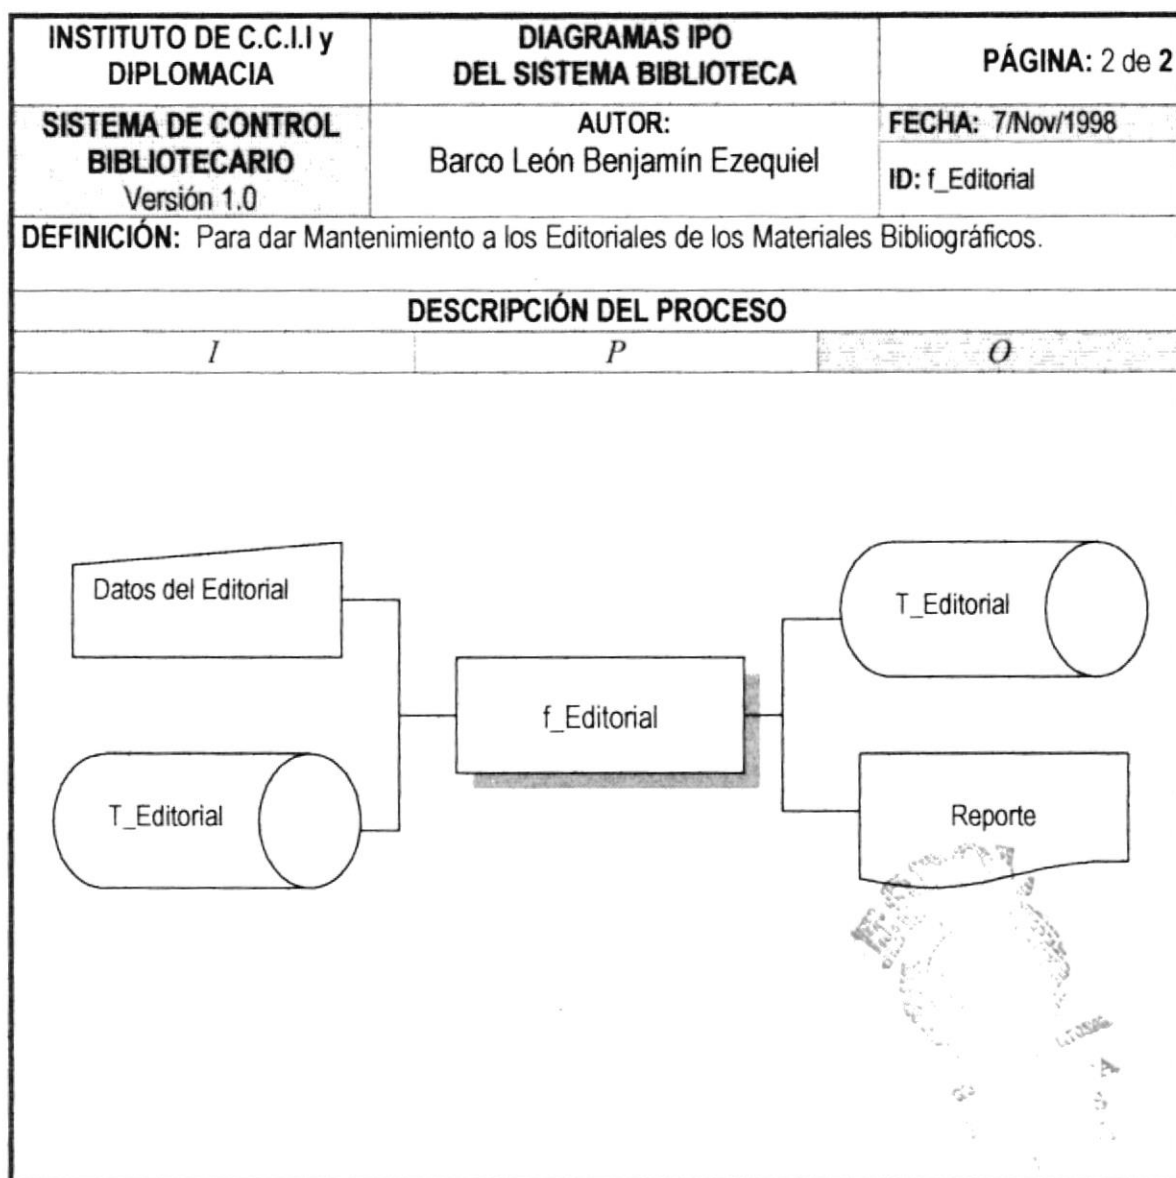 INSTITUTO DE C.C.I.I y
DIPLOMACIA
DIAGRAMAS IPO
DEL SISTEMA BIBLIOTECA
PÁGINA: 2 de 2
SISTEMA DE CONTROL
BIBLIOTECARIO
Versión 1.0
AUTOR:
Barco León Benjamín Ezequiel
FECHA: 7/Nov/1998
ID: f_Editorial
DEFINICIÓN: Para dar Mantenimiento a los Editoriales de los Materiales Bibliográficos.
DESCRIPCIÓN DEL PROCESO
I P O
Datos del Editorial
T_Editorial
f_Editorial
T_Editorial
Reporte